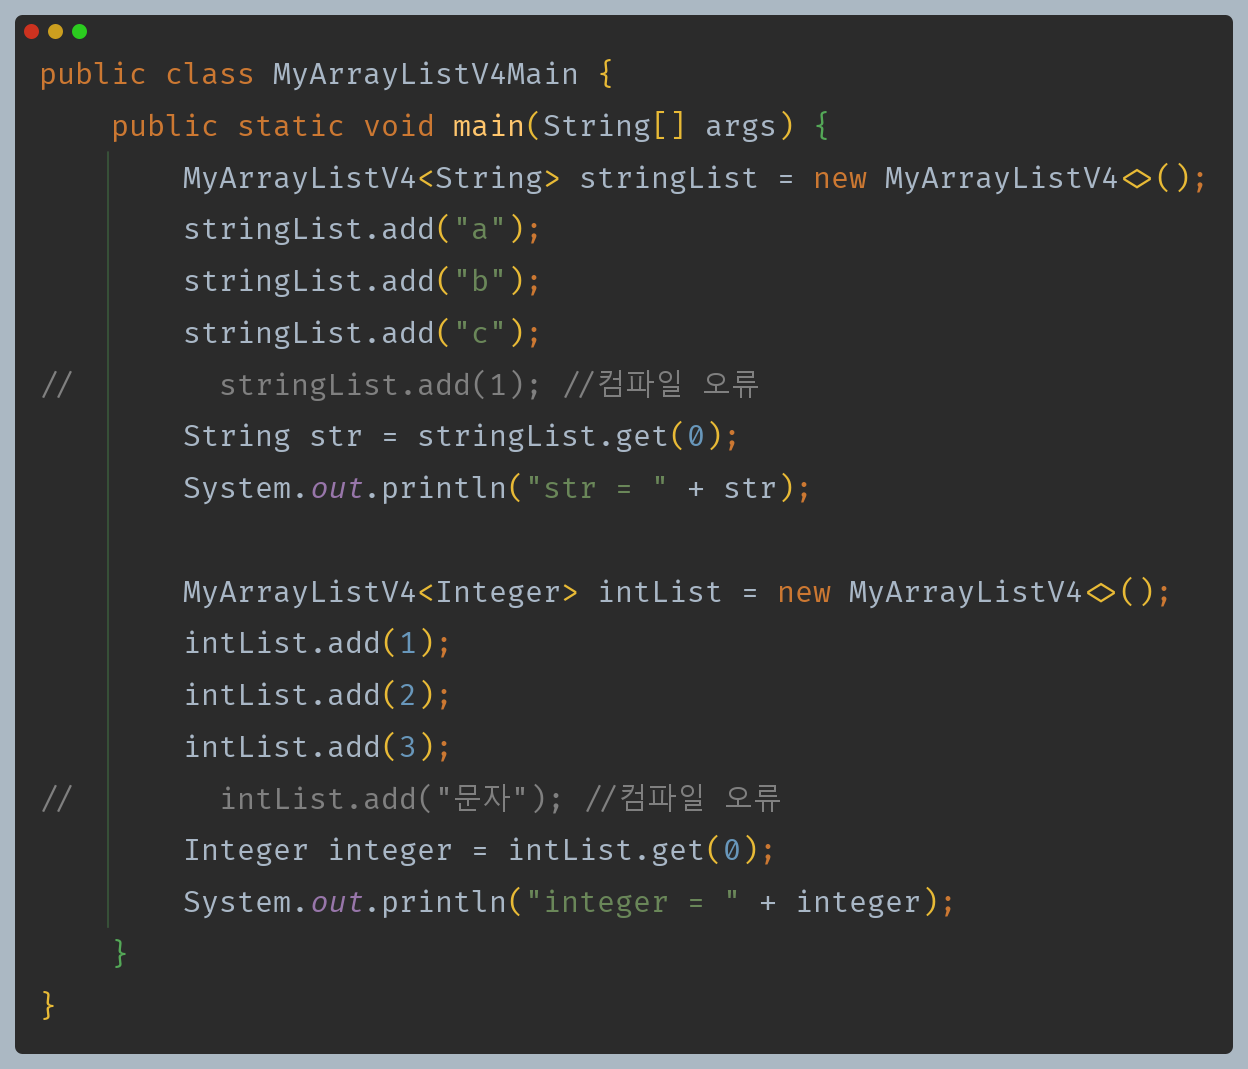 public class MyArrayListV4Main {
    public static void main(String[] args) {
        MyArrayListV4<String> stringList = new MyArrayListV4<>();
        stringList.add("a");
        stringList.add("b");
        stringList.add("c");
//        stringList.add(1); //컴파일 오류
        String str = stringList.get(0);
        System.out.println("str = " + str);

        MyArrayListV4<Integer> intList = new MyArrayListV4<>();
        intList.add(1);
        intList.add(2);
        intList.add(3);
//        intList.add("문자"); //컴파일 오류
        Integer integer = intList.get(0);
        System.out.println("integer = " + integer);
    }
}